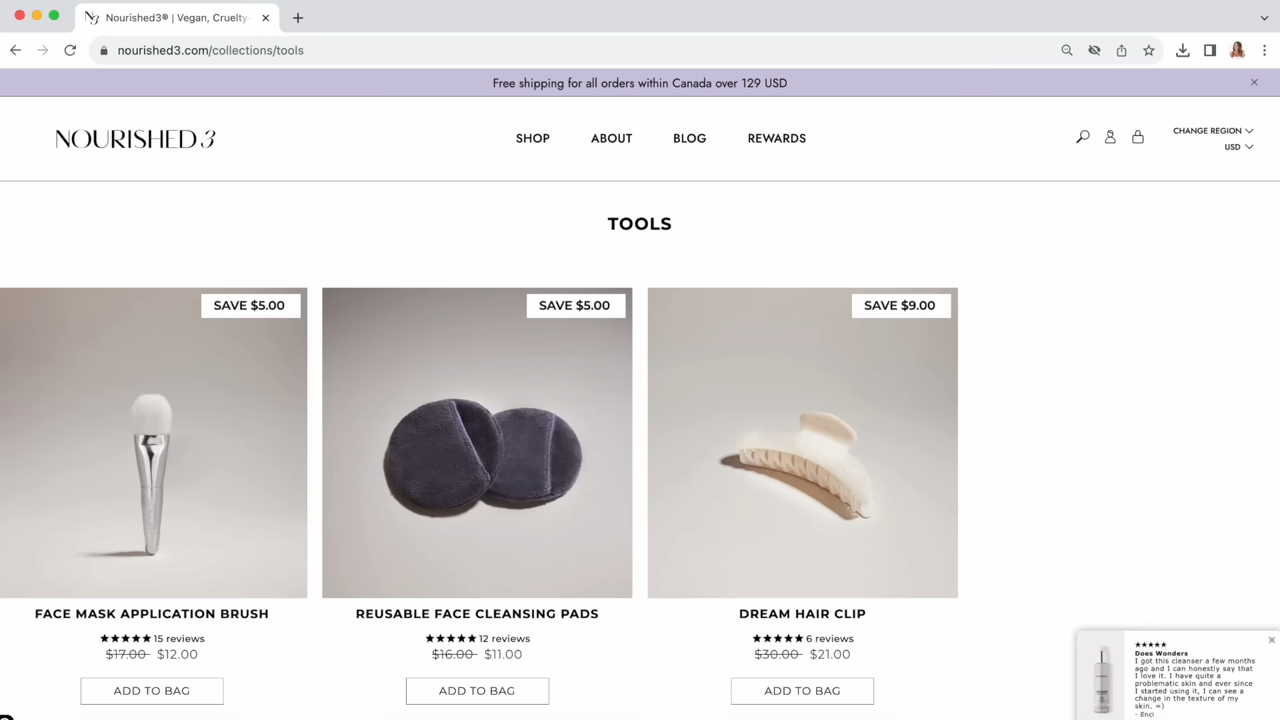 Nourished3® | Vegan, Cruelty
nourished3.com/collections/tools
Free shipping for all orders within Canada over 129 USD
NOURISHED 3
SHOP
ABOUT
BLOG
REWARDS
CHANGE REGION
USD
TOOLS
SAVE $5.00
SAVE $5.00
SAVE $9.00
FACE MASK APPLICATION BRUSH
★★★★★ 15 reviews
$17.00 $12.00
ADD TO BAG
REUSABLE FACE CLEANSING PADS
★★★★★ 12 reviews
$16.00 $11.00
ADD TO BAG
DREAM HAIR CLIP
★★★★★ 6 reviews
$30.00 $21.00
ADD TO BAG
★★★★★
Does Wonders
I got this cleanser a few months
ago and I can honestly say that
I love it. I have quite a
problematic skin and ever since
I started using it, I can see a
change in the texture of my
skin. =)
- Enci